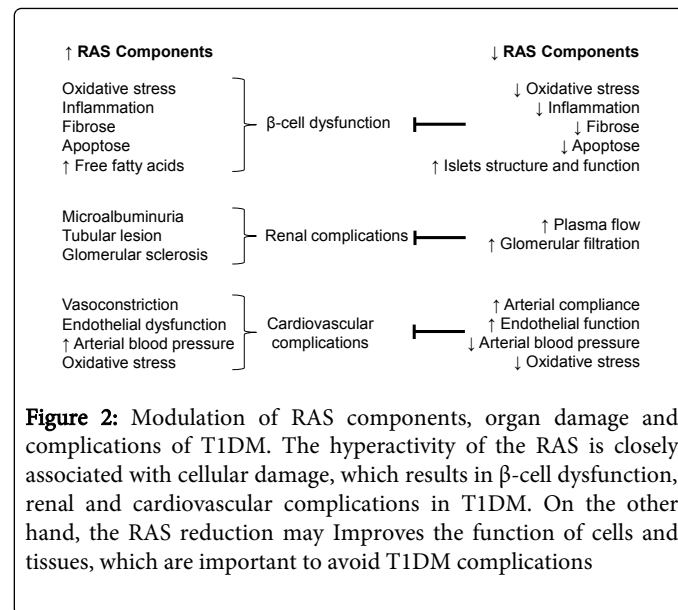 ↑ RAS Components
↓ RAS Components
Oxidative stress
Inflammation
Fibrose
Apoptose
↑ Free fatty acids
β-cell dysfunction
↓ Oxidative stress
↓ Inflammation
↓ Fibrose
↓ Apoptose
↑ Islets structure and function
Microalbuminuria
Tubular lesion
Glomerular sclerosis
Renal complications
↑ Plasma flow
↑ Glomerular filtration
Vasoconstriction
Endothelial dysfunction
↑ Arterial blood pressure
Oxidative stress
Cardiovascular
complications
↑ Arterial compliance
↑ Endothelial function
↓ Arterial blood pressure
↓ Oxidative stress
Figure 2: Modulation of RAS components, organ damage and
complications of T1DM. The hyperactivity of the RAS is closely
associated with cellular damage, which results in β-cell dysfunction,
renal and cardiovascular complications in T1DM. On the other
hand, the RAS reduction may Improves the function of cells and
tissues, which are important to avoid T1DM complications